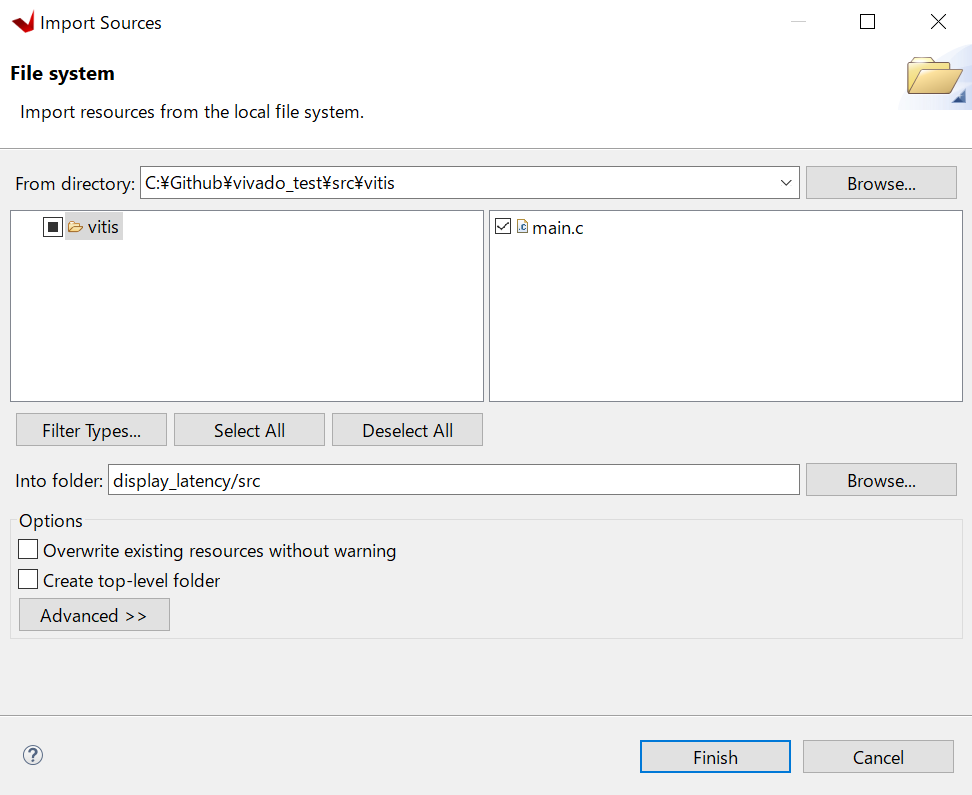 Import Sources
File system
Import resources from the local file system.
From directory: C:¥Github¥vivado_test¥src¥vitis Browse...
vitis main.c
Filter Types... Select All Deselect All
Into folder: display_latency/src Browse...
Options
Overwrite existing resources without warning
Create top-level folder
Advanced >>
? Finish Cancel